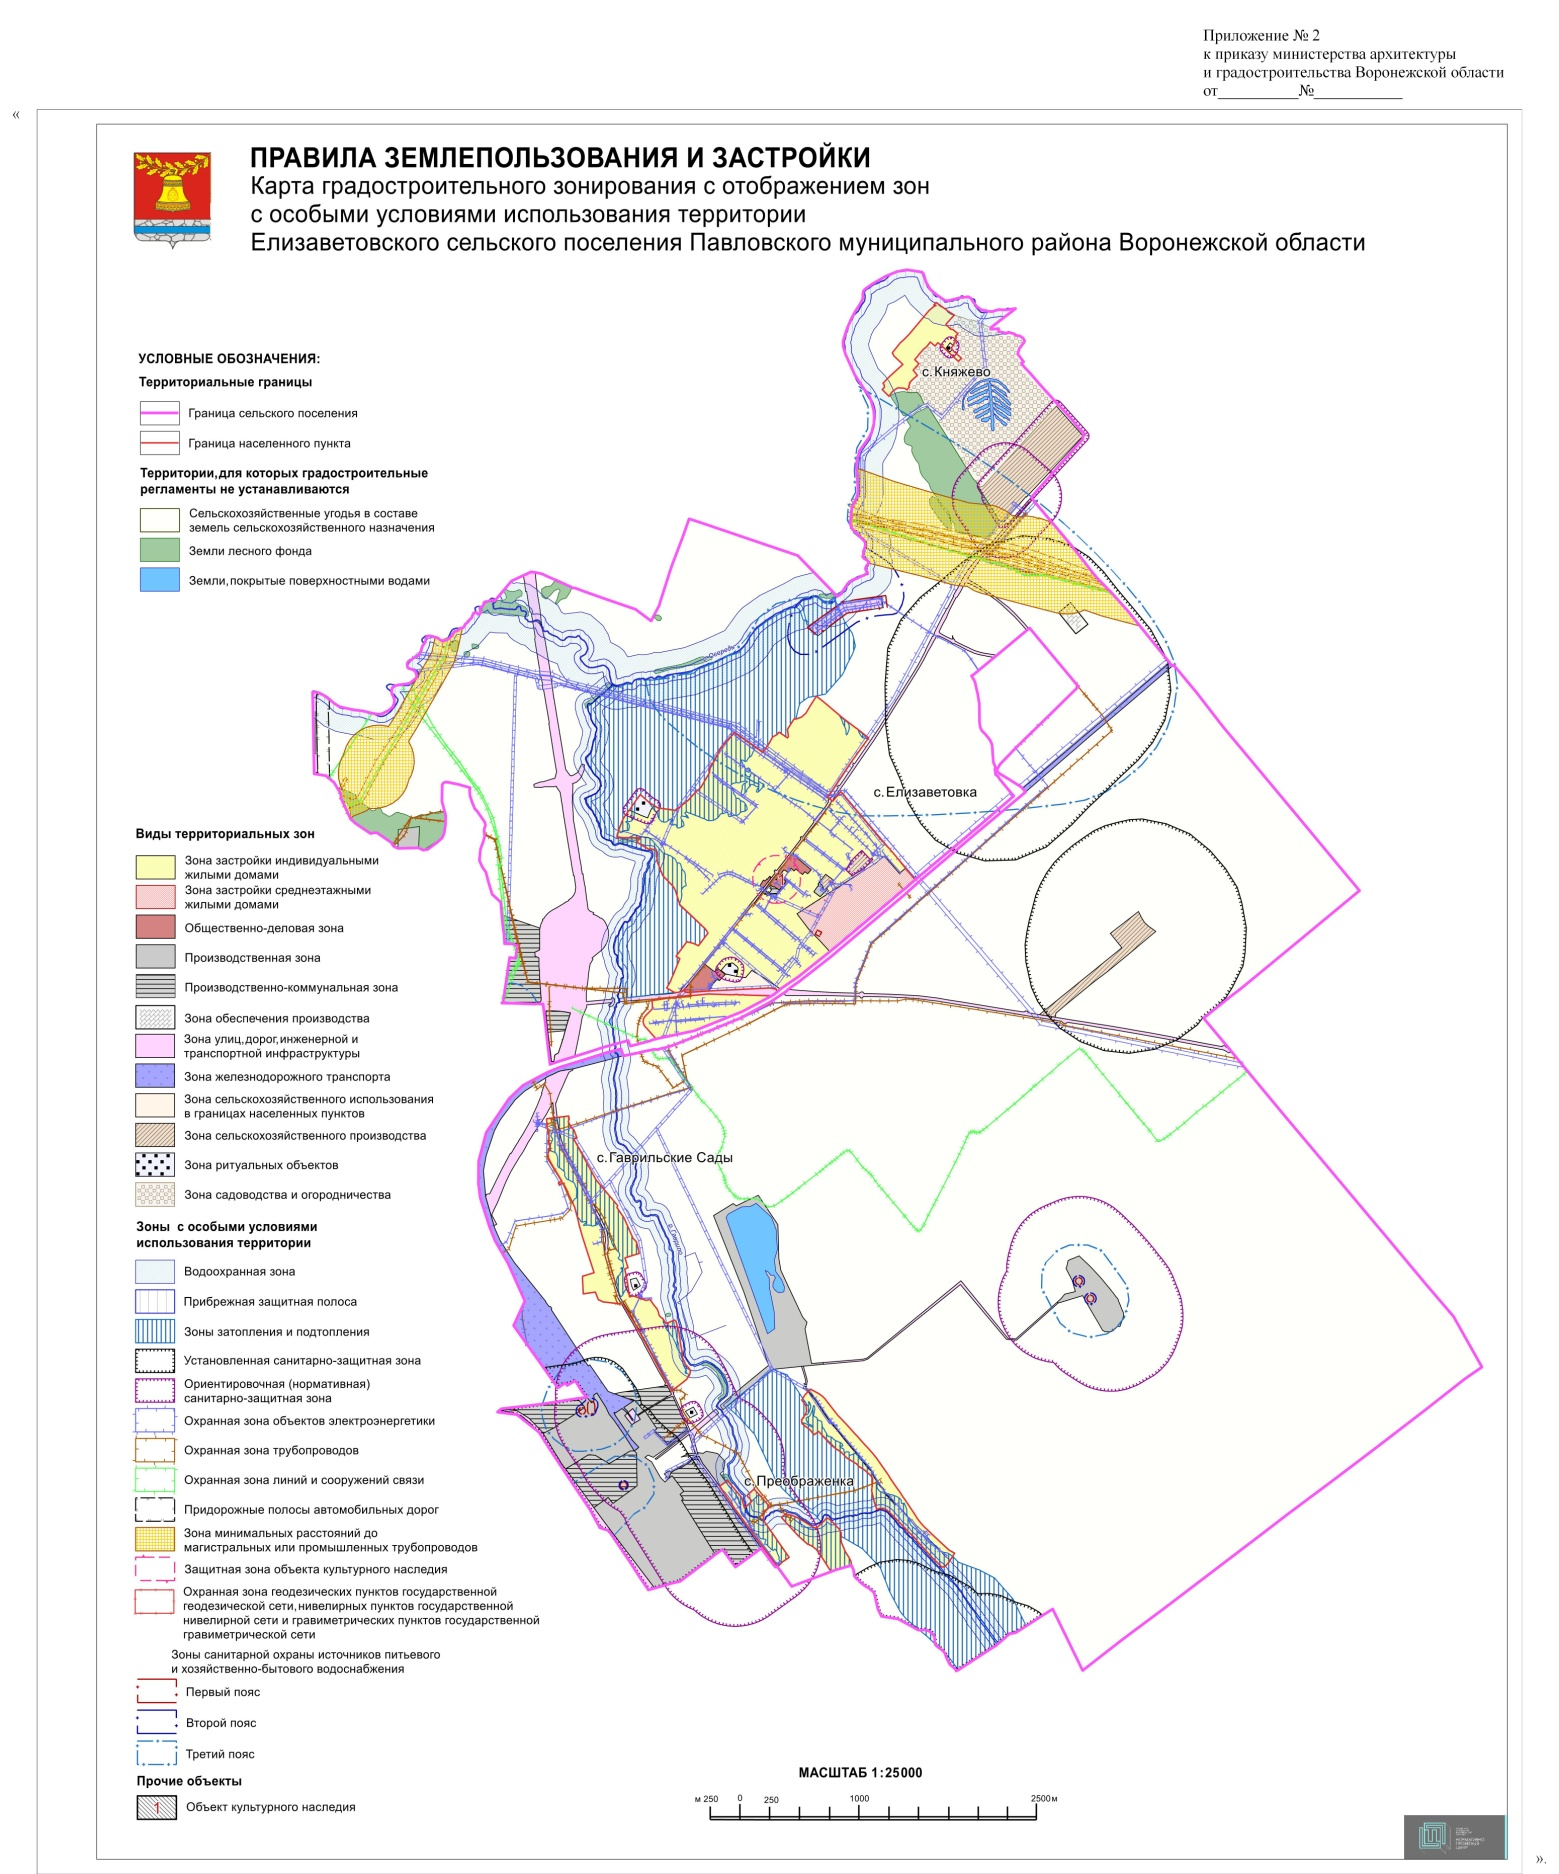 Приложение № 2
к приказу министерства архитектуры
и градостроительства Воронежской области
от___________№____________
«
ПРАВИЛА ЗЕМЛЕПОЛЬЗОВАНИЯ И ЗАСТРОЙКИ
Карта градостроительного зонирования с отображением зон
с особыми условиями использования территории
Елизаветовского сельского поселения Павловского муниципального района Воронежской области
УСЛОВНЫЕ ОБОЗНАЧЕНИЯ:
Территориальные границы
Граница сельского поселения
Граница населенного пункта
Территории,для которых градостроительные
регламенты не устанавливаются
Сельскохозяйственные угодья в составе
земель сельскохозяйственного назначения
Земли лесного фонда
Земли,покрытые поверхностными водами
Виды территориальных зон
Зона застройки индивидуальными
жилыми домами
Зона застройки среднеэтажными
жилыми домами
Общественно-деловая зона
Производственная зона
Производственно-коммунальная зона
Зона обеспечения производства
Зона улиц,дорог,инженерной и
транспортной инфраструктуры
Зона железнодорожного транспорта
Зона сельскохозяйственного использования
в границах населенных пунктов
Зона сельскохозяйственного производства
Зона ритуальных объектов
Зона садоводства и огородничества
Зоны с особыми условиями
использования территории
Водоохранная зона
Прибрежная защитная полоса
Зоны затопления и подтопления
Установленная санитарно-защитная зона
Ориентировочная (нормативная)
санитарно-защитная зона
Охранная зона объектов электроэнергетики
Охранная зона трубопроводов
Охранная зона линий и сооружений связи
Придорожные полосы автомобильных дорог
Зона минимальных расстояний до
магистральных или промышленных трубопроводов
Защитная зона объекта культурного наследия
Охранная зона геодезических пунктов государственной
геодезической сети,нивелирных пунктов государственной
нивелирной сети и гравиметрических пунктов государственной
гравиметрической сети
Зоны санитарной охраны источников питьевого
и хозяйственно-бытового водоснабжения
Первый пояс
Второй пояс
Третий пояс
Прочие объекты
1
Объект культурного наследия
с.Княжево
с.Елизаветовка
с.Гаврильские Сады
с.Преображенка
МАСШТАБ 1:25000
м 250 0 250 1000 2500м
».